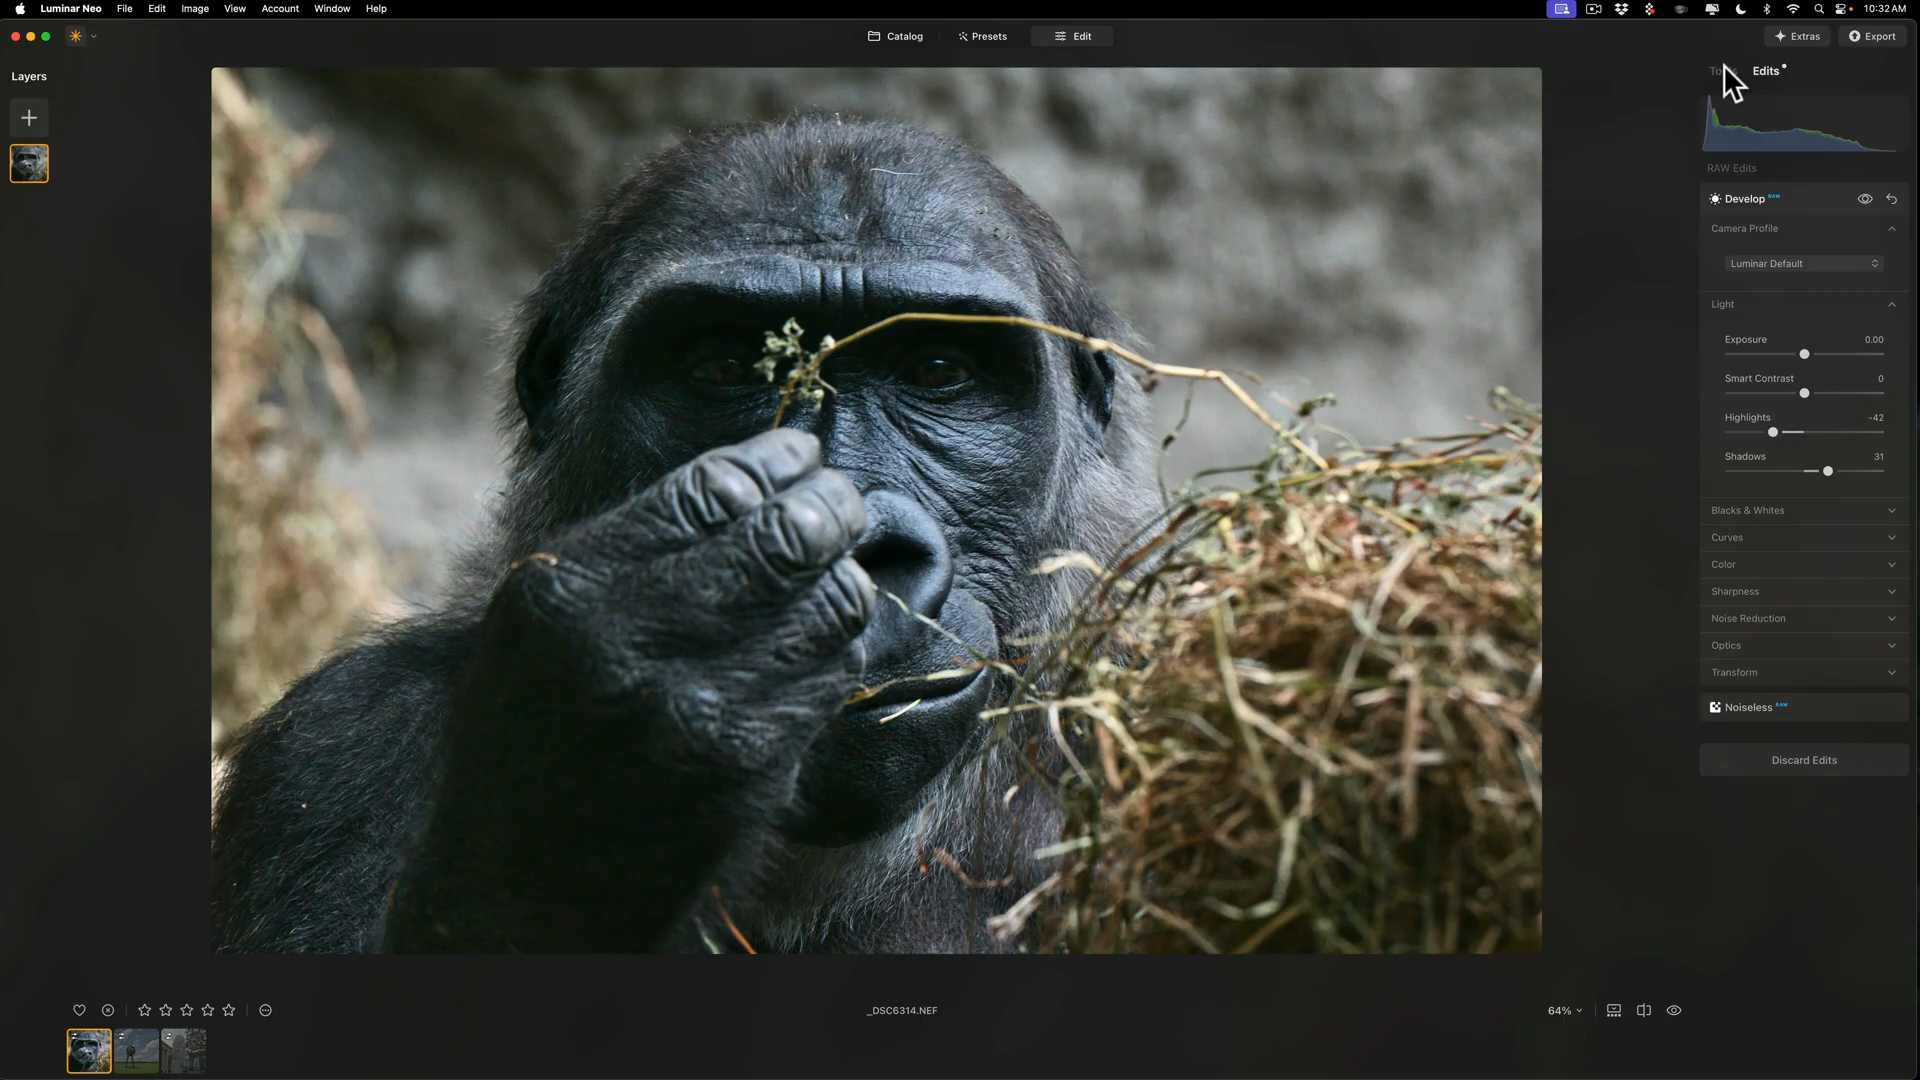 Luminar Neo File Edit Image View Account Window Help 10:32 AM
Catalog Presets Edit Extras Export
Layers
Edits
RAW Edits
Develop RAW
Camera Profile
Luminar Default
Light
Exposure 0.00
Smart Contrast 0
Highlights -42
Shadows 31
Blacks & Whites
Curves
Color
Sharpness
Noise Reduction
Optics
Transform
Noiseless RAW
Discard Edits
_DSC6314.NEF 64%